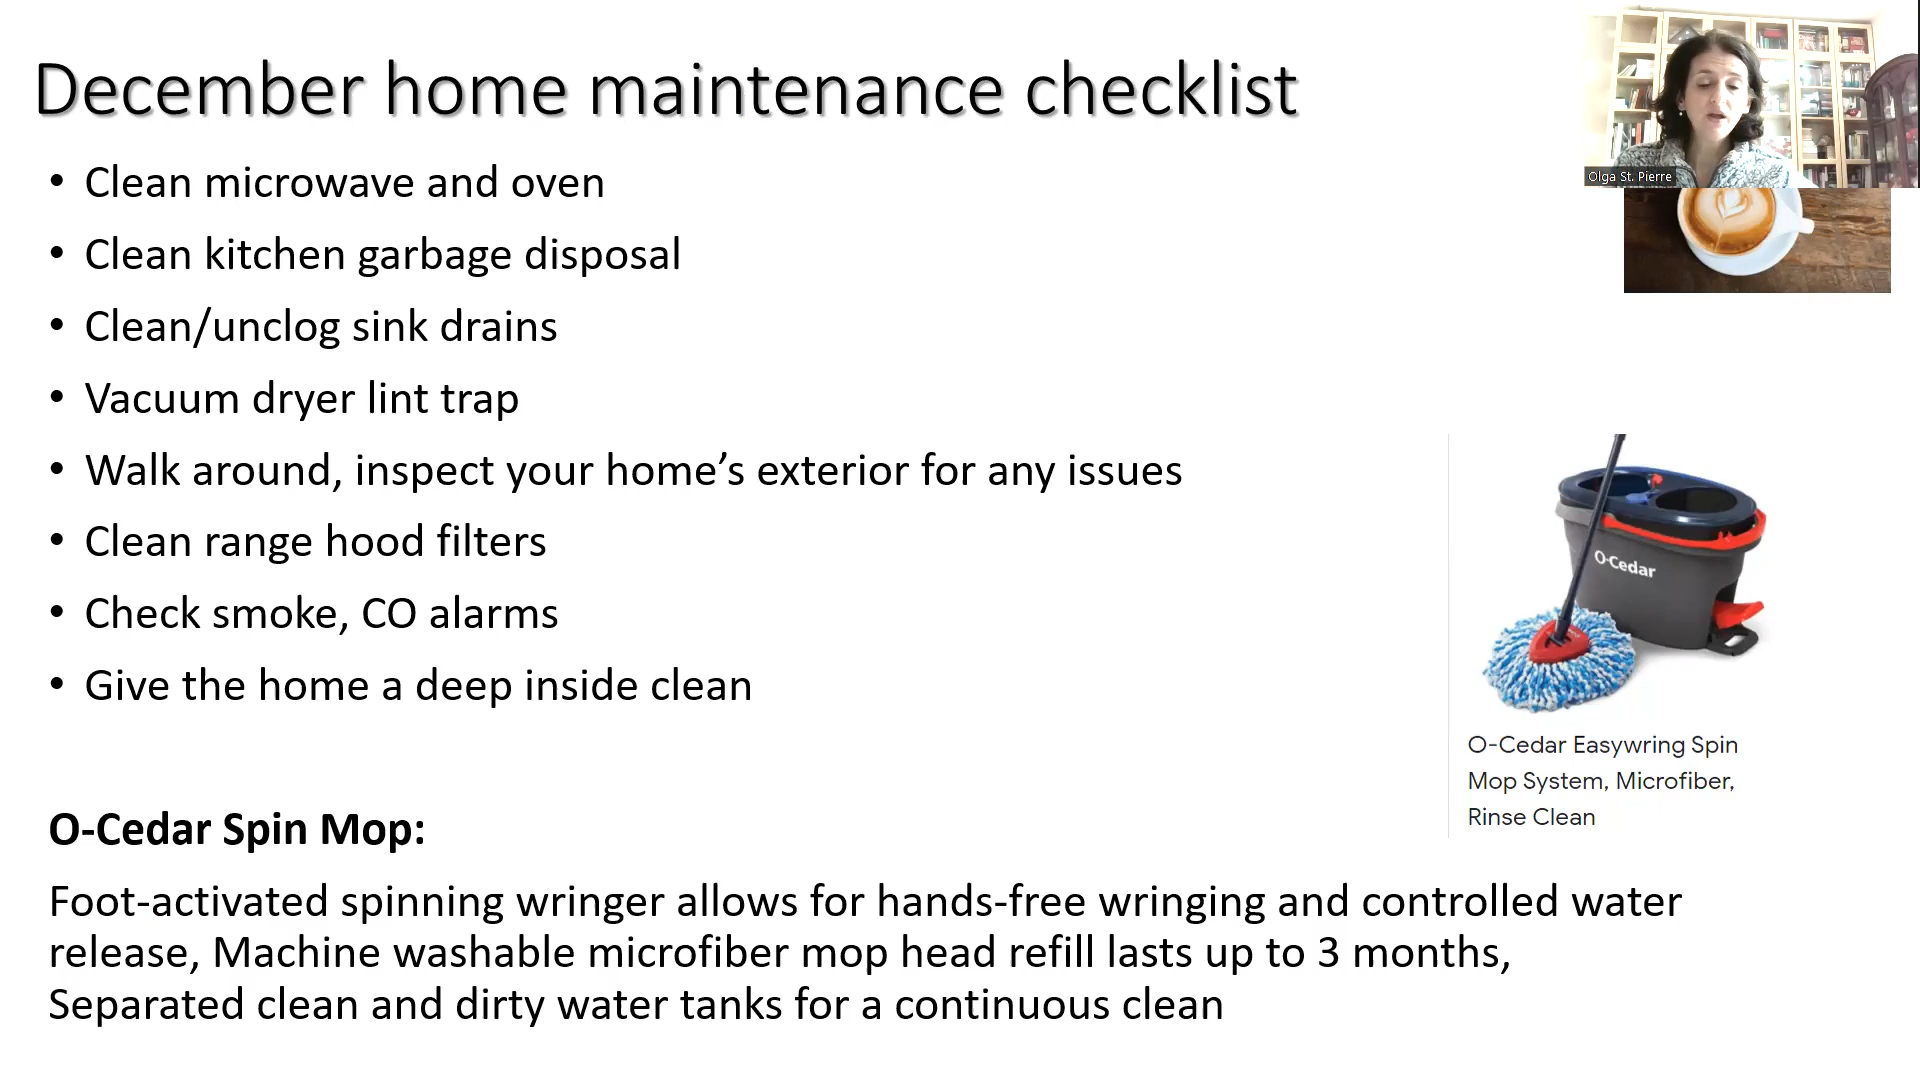 December home maintenance checklist
• Clean microwave and oven
• Clean kitchen garbage disposal
• Clean/unclog sink drains
• Vacuum dryer lint trap
• Walk around, inspect your home’s exterior for any issues
• Clean range hood filters
• Check smoke, CO alarms
• Give the home a deep inside clean
O-Cedar Spin Mop:
Foot-activated spinning wringer allows for hands-free wringing and controlled water
release, Machine washable microfiber mop head refill lasts up to 3 months,
Separated clean and dirty water tanks for a continuous clean
Olga St. Pierre
O-Cedar
O-Cedar Easywring Spin
Mop System, Microfiber,
Rinse Clean